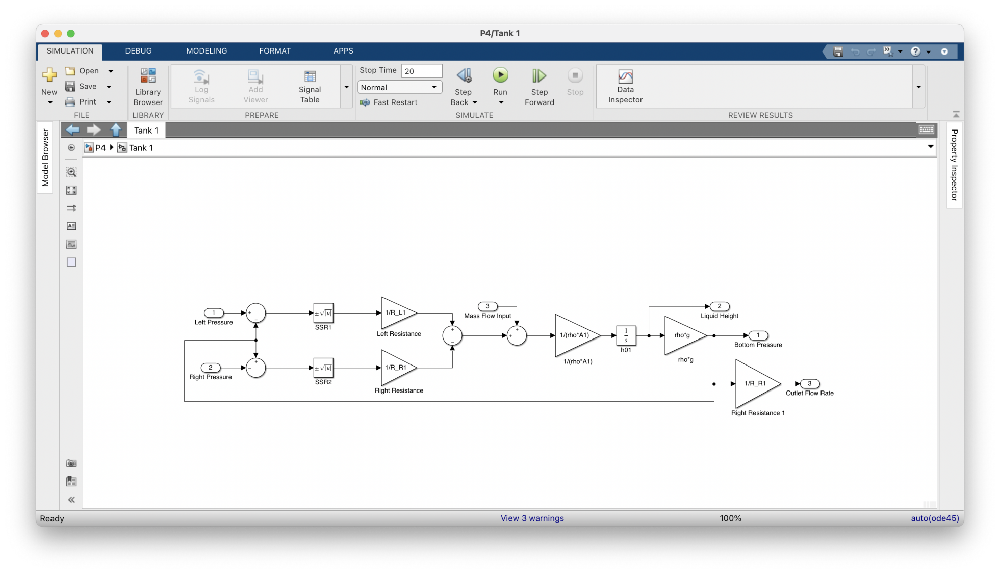 P4/Tank 1
SIMULATION DEBUG MODELING FORMAT APPS
New
Open
Save
Print
FILE
Library
Browser
LIBRARY
Log
Signals
Add
Viewer
Signal
Table
PREPARE
Stop Time 20
Normal
Fast Restart
Step
Back
Run
Step
Forward
Stop
SIMULATE
Data
Inspector
REVIEW RESULTS
Model Browser
Tank 1
P4 Tank 1
Property Inspector
1
Left Pressure
2
Right Pressure
+
−
+
−
± √|u|
SSR1
± √|u|
SSR2
1/R_L1
Left Resistance
1/R_R1
Right Resistance
+
−
3
Mass Flow Input
+
+
1/(rho*A1)
1/(rho*A1)
1
s
h01
rho*g
rho*g
2
Liquid Height
1
Bottom Pressure
1/R_R1
Right Resistance 1
3
Outlet Flow Rate
Ready
View 3 warnings
100%
auto(ode45)